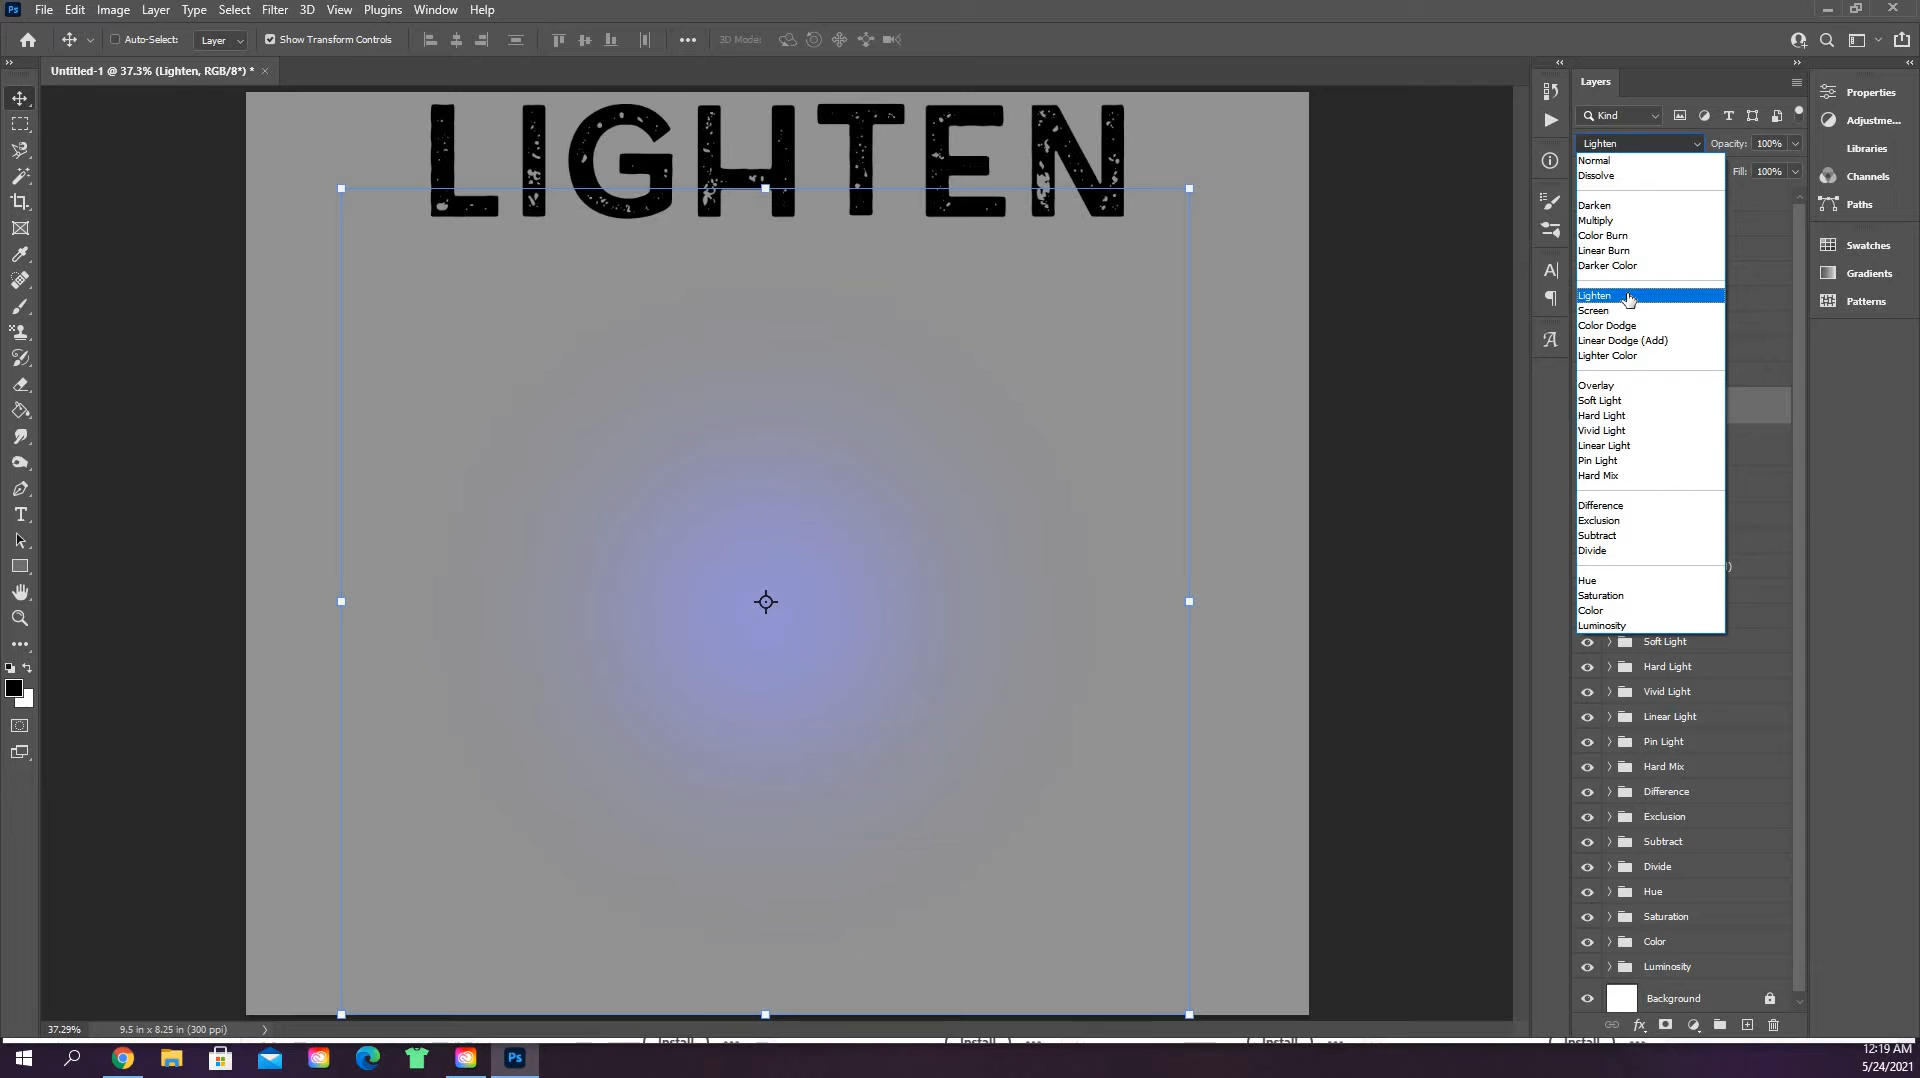 Ps File Edit Image Layer Type Select Filter 3D View Plugins Window Help
Auto-Select: Layer Show Transform Controls 3D Mode:
Untitled-1 @ 37.3% (Lighten, RGB/8*) *
LIGHTEN
Layers
Kind
Lighten Opacity: 100%
Fill: 100%
Normal
Dissolve
Darken
Multiply
Color Burn
Linear Burn
Darker Color
Lighten
Screen
Color Dodge
Linear Dodge (Add)
Lighter Color
Overlay
Soft Light
Hard Light
Vivid Light
Linear Light
Pin Light
Hard Mix
Difference
Exclusion
Subtract
Divide
Hue
Saturation
Color
Luminosity
Soft Light
Hard Light
Vivid Light
Linear Light
Pin Light
Hard Mix
Difference
Exclusion
Subtract
Divide
Hue
Saturation
Color
Luminosity
Background
Properties
Adjustme...
Libraries
Channels
Paths
Swatches
Gradients
Patterns
37.29% 9.5 in x 8.25 in (300 ppi)
Install Install Install Install
Ps
12:19 AM
5/24/2021